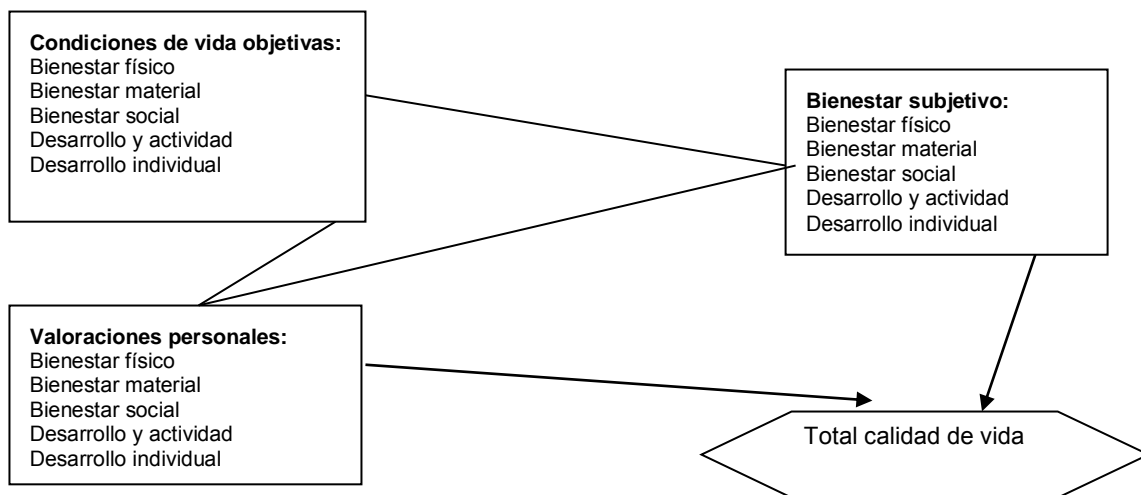 Condiciones de vida objetivas:
Bienestar físico
Bienestar material
Bienestar social
Desarrollo y actividad
Desarrollo individual
Bienestar subjetivo:
Bienestar físico
Bienestar material
Bienestar social
Desarrollo y actividad
Desarrollo individual
Valoraciones personales:
Bienestar físico
Bienestar material
Bienestar social
Desarrollo y actividad
Desarrollo individual
Total calidad de vida